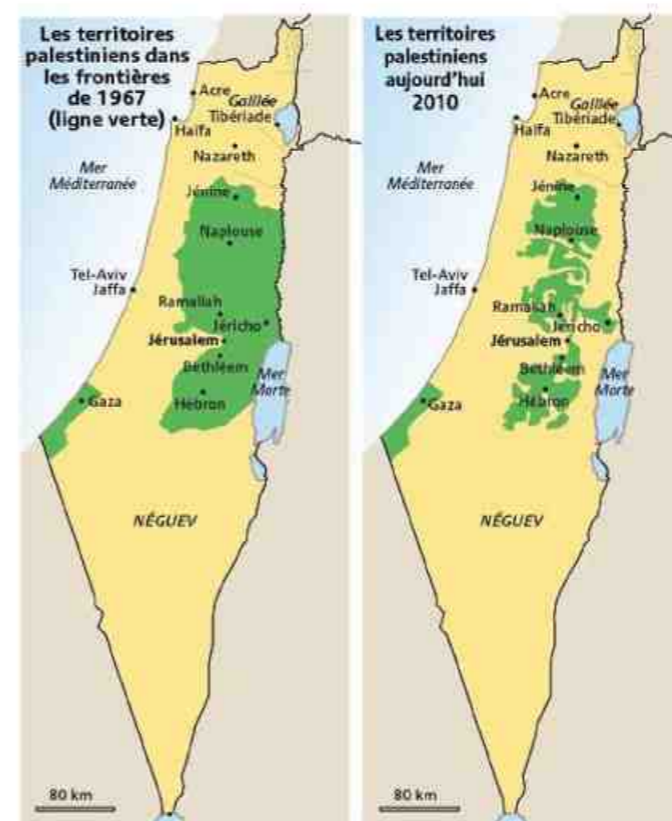 Les territoires
palestiniens dans
les frontières
de 1967
(ligne verte)
Acre
Galilée
Tibériade
Haïfa
Nazareth
Mer
Méditerranée
Jénine
Naplouse
Tel-Aviv
Jaffa
Ramallah
Jéricho
Jérusalem
Bethléem
Mer
Morte
Gaza
Hébron
NÉGUEV
80 km
Les territoires
palestiniens
aujourd'hui
2010
Acre
Galilée
Tibériade
Haïfa
Nazareth
Mer
Méditerranée
Jénine
Naplouse
Tel-Aviv
Jaffa
Ramallah
Jéricho
Jérusalem
Bethléem
Mer
Morte
Gaza
Hébron
NÉGUEV
80 km